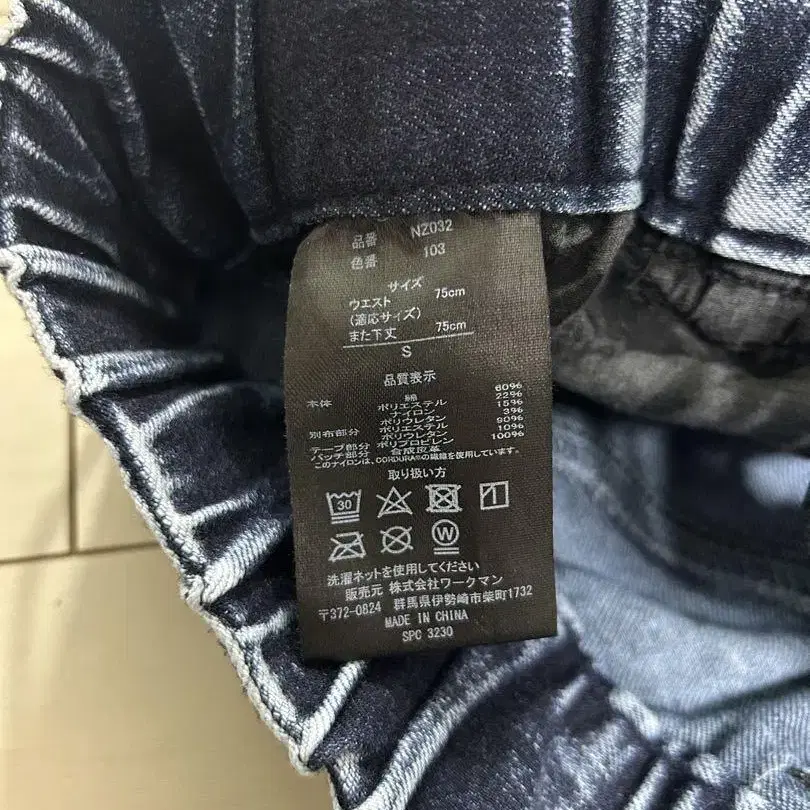 品番 NZ032
色番 103
サイズ
ウエスト 75cm
(適応サイズ)
また下丈 75cm
S
品質表示
本体 綿 60%
ポリエステル 22%
ナイロン 15%
ポリウレタン 3%
別布部分 ポリエステル 90%
ポリウレタン 10%
テープ部分 ポリプロピレン 100%
パッチ部分 合成皮革
このナイロンは、CORDURA®の繊維を使用しています。
取り扱い方
30
W
洗濯ネットを使用してください
販売元 株式会社ワークマン
〒372-0824 群馬県伊勢崎市柴町1732
MADE IN CHINA
SPC 3230